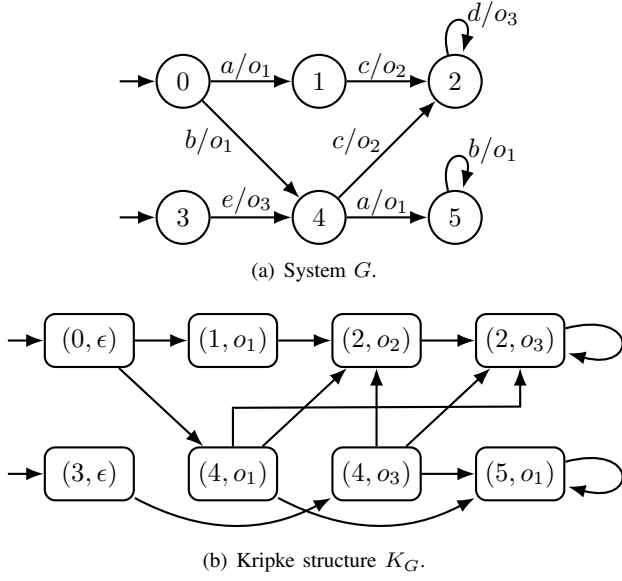 d/o₃
0 a/o₁ 1 c/o₂ 2
b/o₁ c/o₂ b/o₁
3 e/o₃ 4 a/o₁ 5
(a) System G.
(0, ϵ) (1, o₁) (2, o₂) (2, o₃)
(3, ϵ) (4, o₁) (4, o₃) (5, o₁)
(b) Kripke structure K_G.